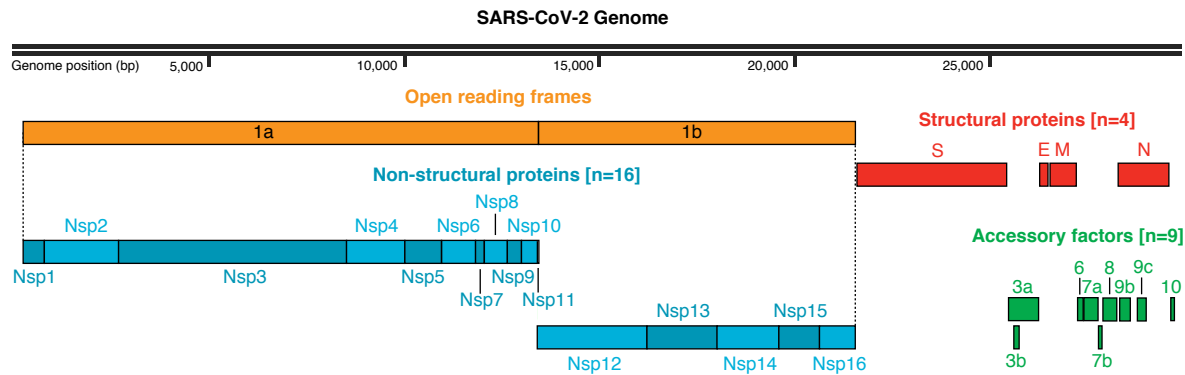 SARS-CoV-2 Genome
Genome position (bp) 5,000 10,000 15,000 20,000 25,000
Open reading frames
1a 1b
Structural proteins [n=4]
S E M N
Non-structural proteins [n=16]
Nsp8
Nsp2 Nsp4 Nsp6 Nsp10
Nsp1 Nsp3 Nsp5 Nsp9
Nsp7 Nsp11
Accessory factors [n=9]
6 8 9c
3a 7a 9b 10
3b 7b
Nsp13 Nsp15
Nsp12 Nsp14 Nsp16